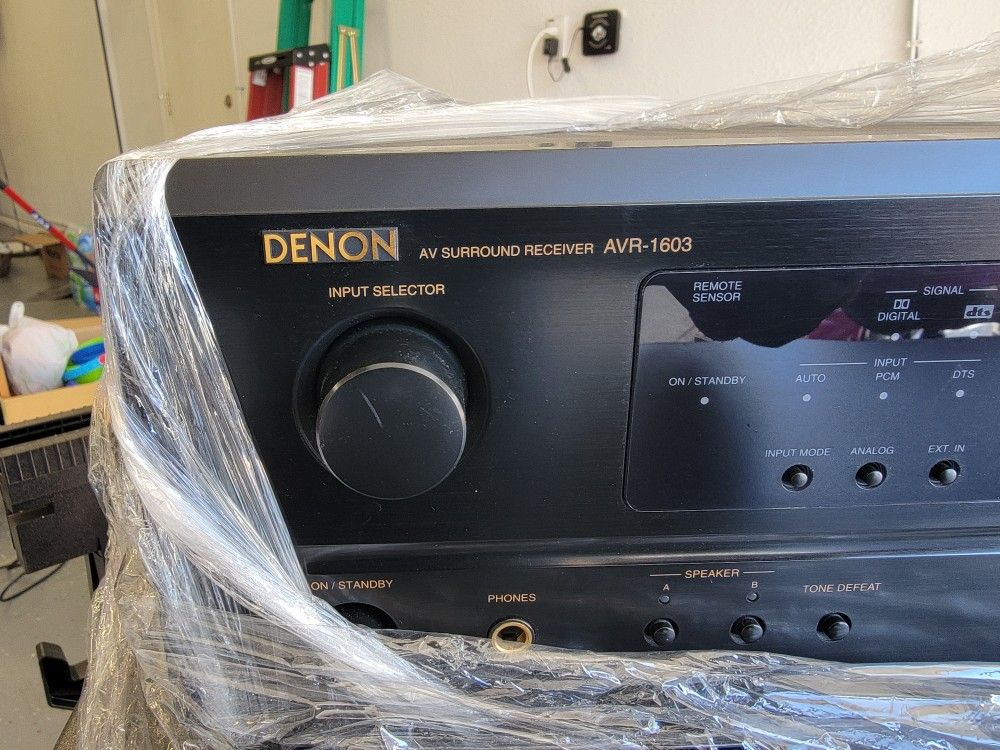 DENON AV SURROUND RECEIVER AVR-1603
INPUT SELECTOR
REMOTE
SENSOR
SIGNAL
DIGITAL dts
INPUT
ON / STANDBY AUTO PCM DTS
INPUT MODE ANALOG EXT. IN
ON / STANDBY
PHONES
SPEAKER
A B
TONE DEFEAT